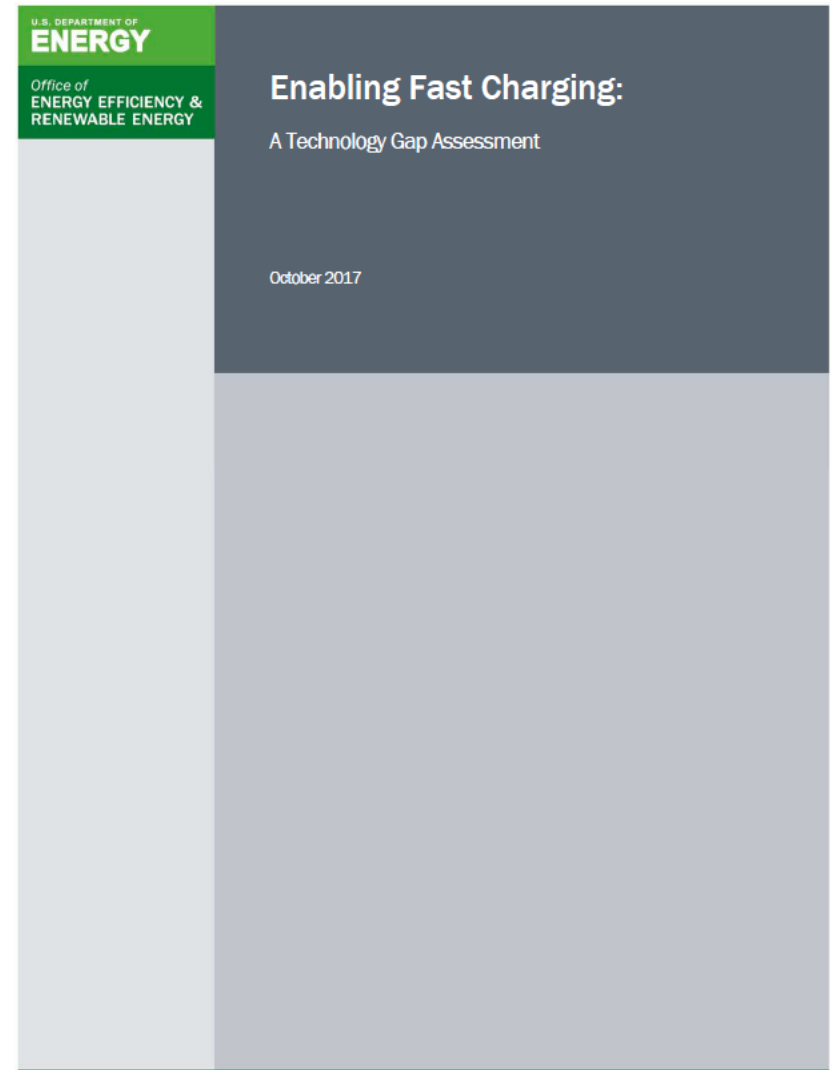 U.S. DEPARTMENT OF
ENERGY
Office of
ENERGY EFFICIENCY &
RENEWABLE ENERGY
Enabling Fast Charging:
A Technology Gap Assessment
October 2017